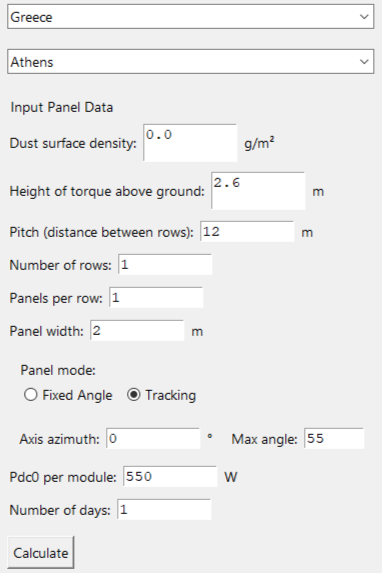 Greece
Athens
Input Panel Data
Dust surface density: 0.0 g/m²
Height of torque above ground: 2.6 m
Pitch (distance between rows): 12 m
Number of rows: 1
Panels per row: 1
Panel width: 2 m
Panel mode:
Fixed Angle Tracking
Axis azimuth: 0 ° Max angle: 55
Pdc0 per module: 550 W
Number of days: 1
Calculate